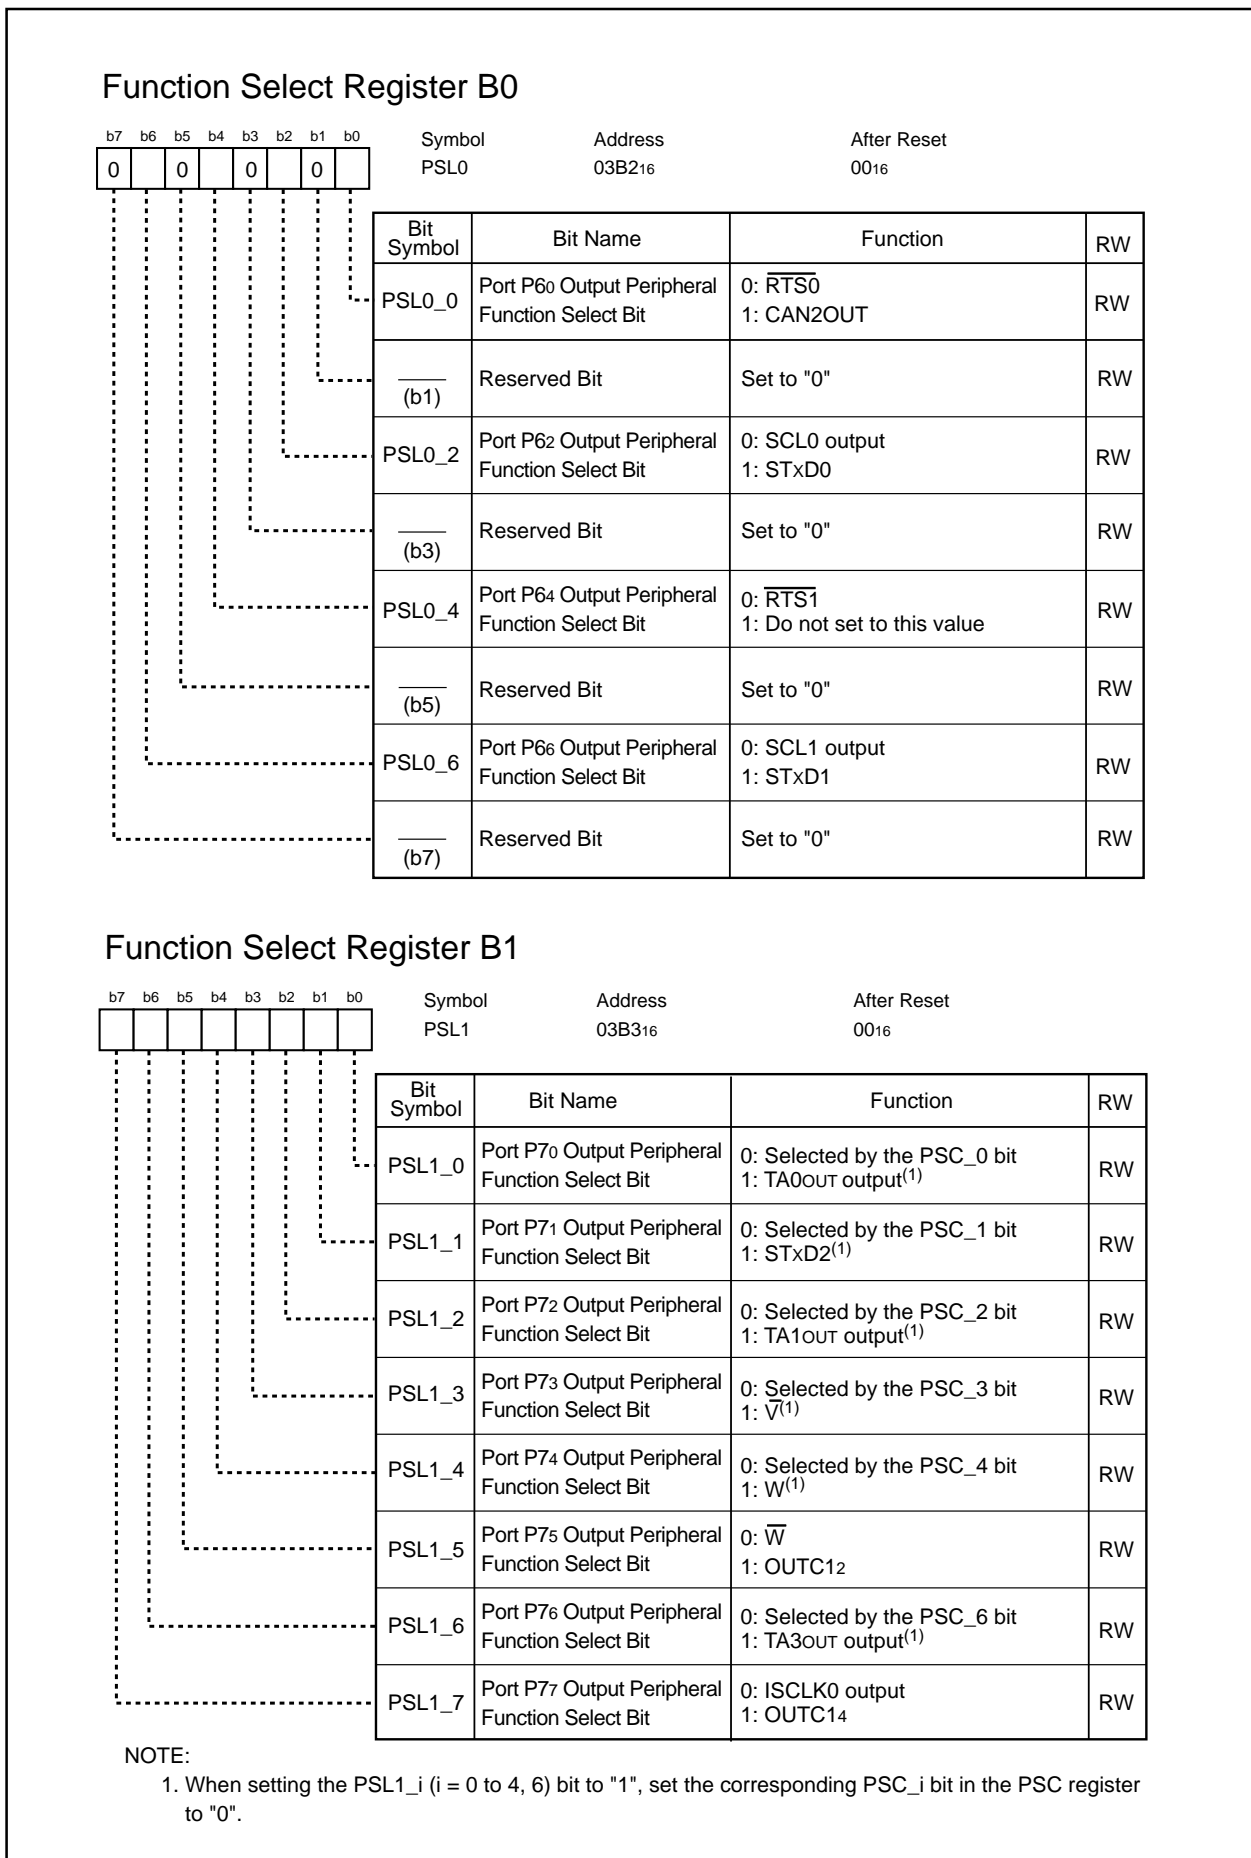 Function Select Register B0
b7 b6 b5 b4 b3 b2 b1 b0
Symbol Address After Reset
0 0 0 0
PSL0 03B216 0016
Bit Symbol Bit Name Function RW
PSL0_0 Port P60 Output Peripheral Function Select Bit 0: RTS0 1: CAN2OUT RW
(b1) Reserved Bit Set to "0" RW
PSL0_2 Port P62 Output Peripheral Function Select Bit 0: SCL0 output 1: STxD0 RW
(b3) Reserved Bit Set to "0" RW
PSL0_4 Port P64 Output Peripheral Function Select Bit 0: RTS1 1: Do not set to this value RW
(b5) Reserved Bit Set to "0" RW
PSL0_6 Port P66 Output Peripheral Function Select Bit 0: SCL1 output 1: STxD1 RW
(b7) Reserved Bit Set to "0" RW
Function Select Register B1
b7 b6 b5 b4 b3 b2 b1 b0
Symbol Address After Reset
PSL1 03B316 0016
Bit Symbol Bit Name Function RW
PSL1_0 Port P70 Output Peripheral Function Select Bit 0: Selected by the PSC_0 bit 1: TA0OUT output(1) RW
PSL1_1 Port P71 Output Peripheral Function Select Bit 0: Selected by the PSC_1 bit 1: STxD2(1) RW
PSL1_2 Port P72 Output Peripheral Function Select Bit 0: Selected by the PSC_2 bit 1: TA1OUT output(1) RW
PSL1_3 Port P73 Output Peripheral Function Select Bit 0: Selected by the PSC_3 bit 1: V̅(1) RW
PSL1_4 Port P74 Output Peripheral Function Select Bit 0: Selected by the PSC_4 bit 1: W(1) RW
PSL1_5 Port P75 Output Peripheral Function Select Bit 0: W̅ 1: OUTC12 RW
PSL1_6 Port P76 Output Peripheral Function Select Bit 0: Selected by the PSC_6 bit 1: TA3OUT output(1) RW
PSL1_7 Port P77 Output Peripheral Function Select Bit 0: ISCLK0 output 1: OUTC14 RW
NOTE:
1. When setting the PSL1_i (i = 0 to 4, 6) bit to "1", set the corresponding PSC_i bit in the PSC register
to "0".